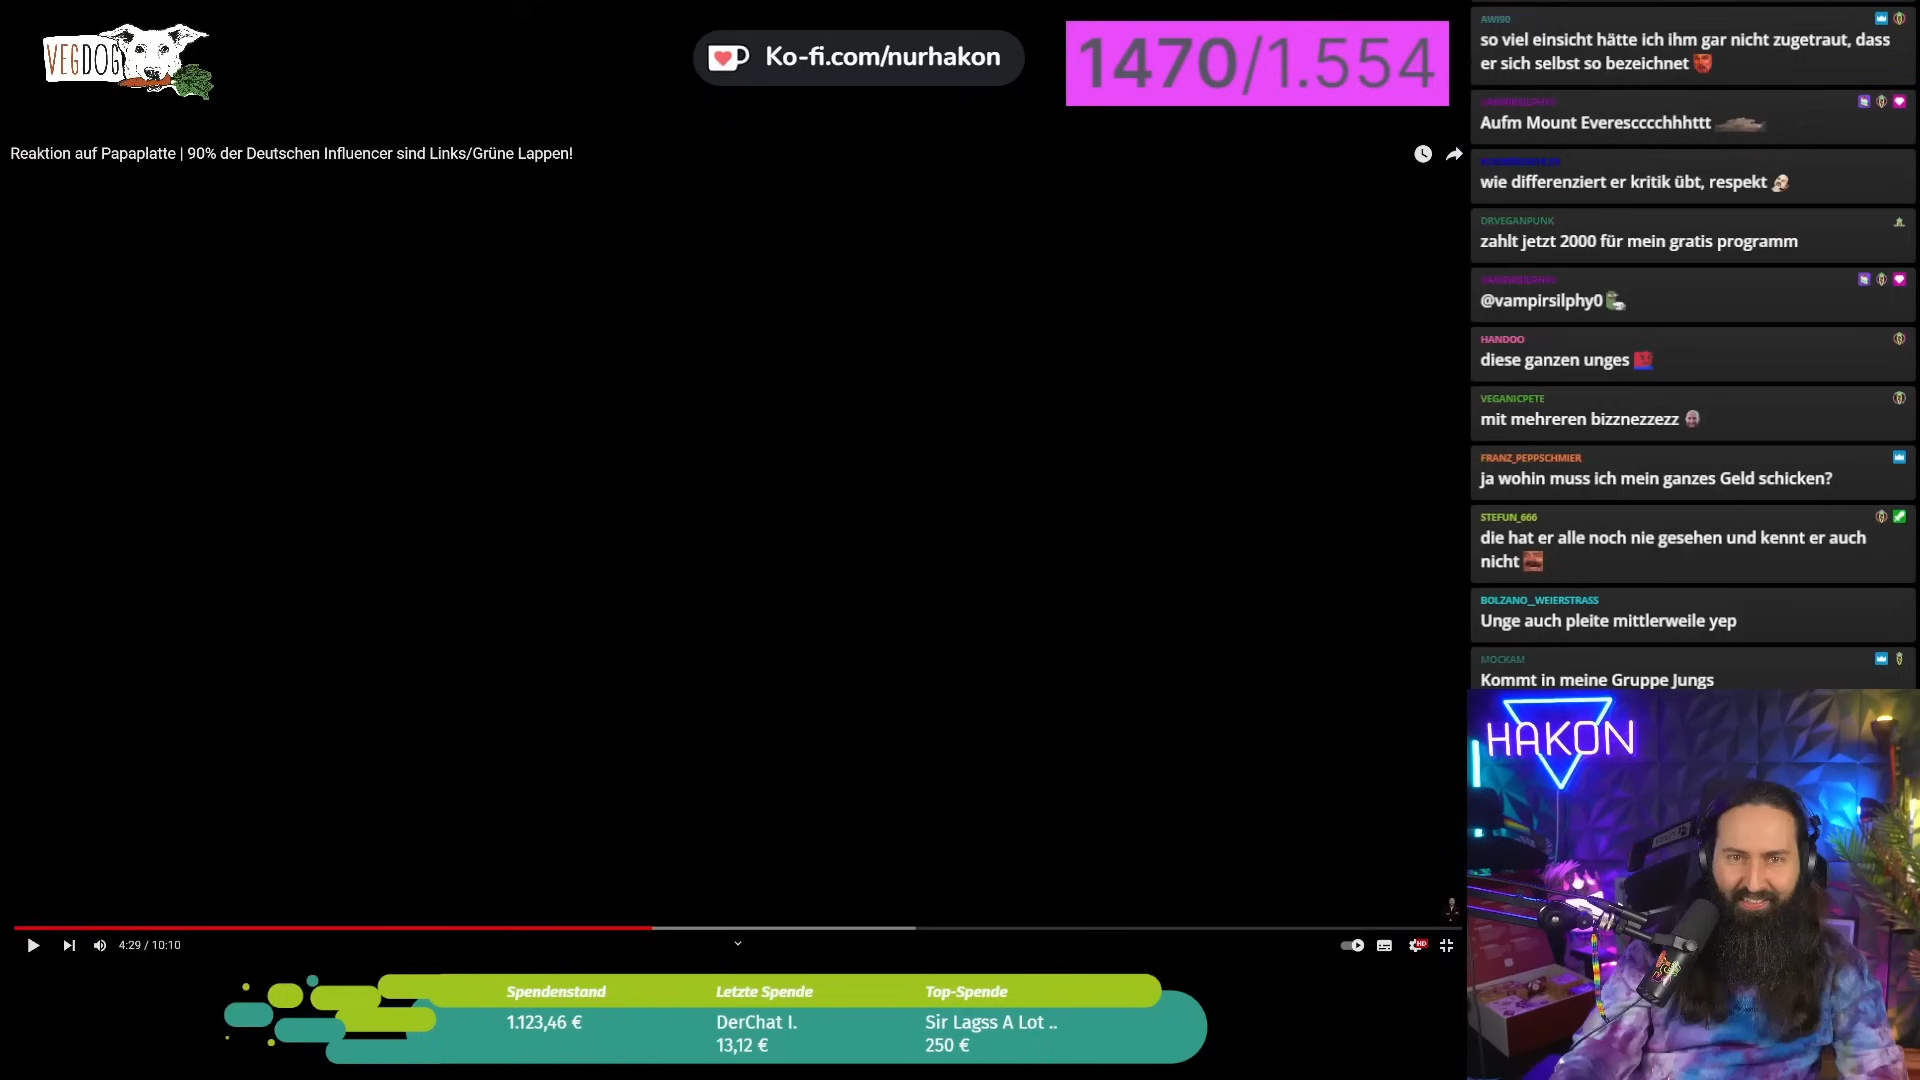 VEGDOG
Ko-fi.com/nurhakon
1470/1.554
Reaktion auf Papaplatte | 90% der Deutschen Influencer sind Links/Grüne Lappen!
4:29 / 10:10
HD
Spendenstand
Letzte Spende
Top-Spende
1.123,46 €
DerChat I.
Sir Lagss A Lot ..
13,12 €
250 €
AWI90
so viel einsicht hätte ich ihm gar nicht zugetraut, dass
er sich selbst so bezeichnet
VAMPIRSILPHY0
Aufm Mount Everescccchhhttt
wie differenziert er kritik übt, respekt
DRVEGANPUNK
zahlt jetzt 2000 für mein gratis programm
VAMPIRSILPHY0
@vampirsilphy0
HANDOO
diese ganzen unges
VEGANICPETE
mit mehreren bizznezzezz
FRANZ_PEPPSCHMIER
ja wohin muss ich mein ganzes Geld schicken?
STEFUN_666
die hat er alle noch nie gesehen und kennt er auch
nicht
BOLZANO_WEIERSTRASS
Unge auch pleite mittlerweile yep
MOCKAM
Kommt in meine Gruppe Jungs
HAKON